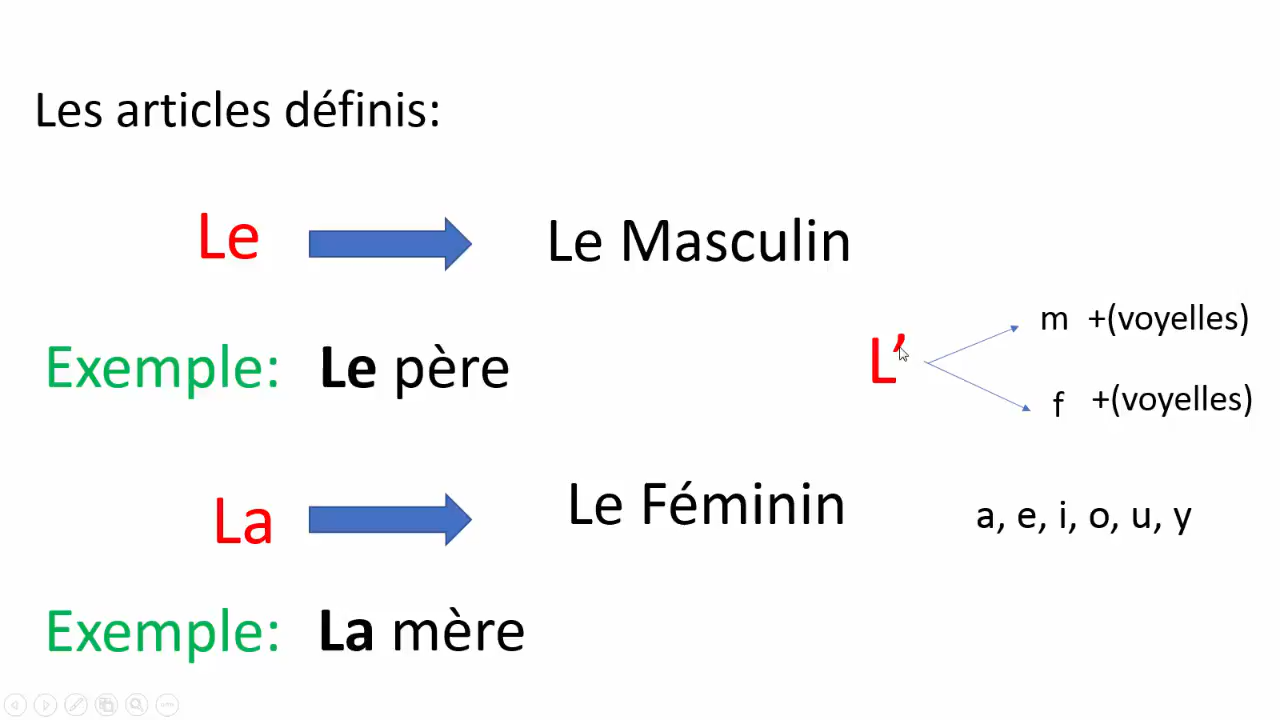 Les articles définis:
Le Le Masculin
Exemple: Le père
L’ m +(voyelles)
f +(voyelles)
La Le Féminin
a, e, i, o, u, y
Exemple: La mère